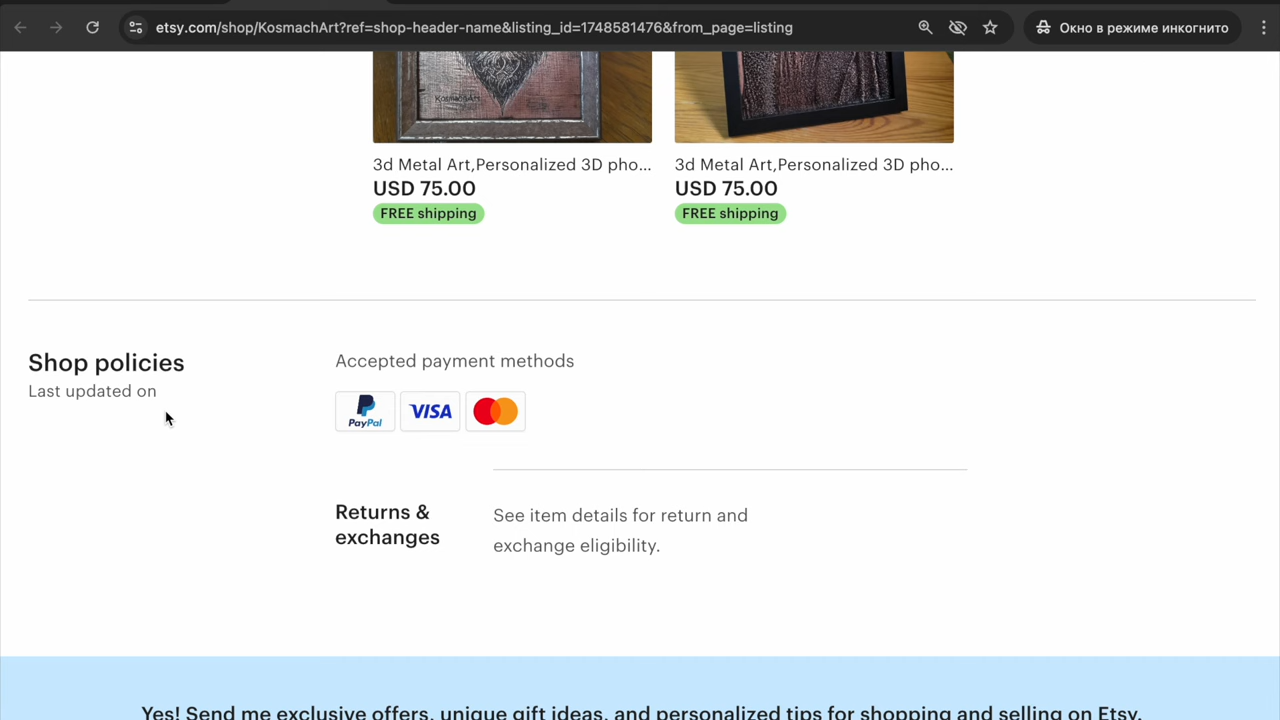 etsy.com/shop/KosmachArt?ref=shop-header-name&listing_id=1748581476&from_page=listing
Окно в режиме инкогнито
KosmachArt
3d Metal Art,Personalized 3D pho...
USD 75.00
FREE shipping
3d Metal Art,Personalized 3D pho...
USD 75.00
FREE shipping
Shop policies
Last updated on
Accepted payment methods
PayPal
VISA
Returns &
exchanges
See item details for return and
exchange eligibility.
Yes! Send me exclusive offers, unique gift ideas, and personalized tips for shopping and selling on Etsy.